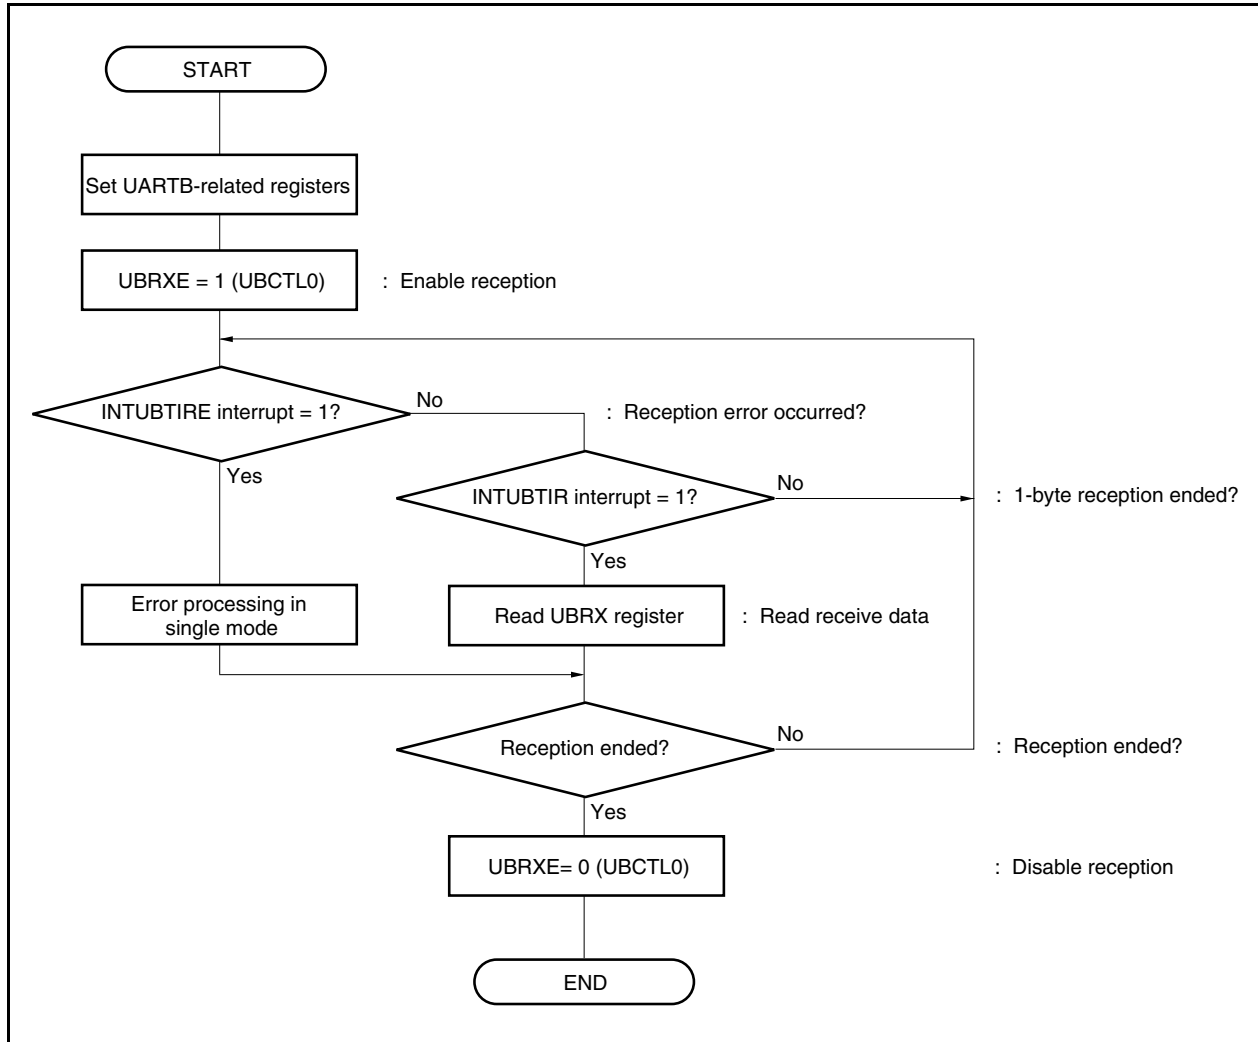 START
Set UARTB-related registers
UBRXE = 1 (UBCTL0)
: Enable reception
INTUBTIRE interrupt = 1?
No
: Reception error occurred?
Yes
INTUBTIR interrupt = 1?
No
: 1-byte reception ended?
Yes
Error processing in
single mode
Read UBRX register
: Read receive data
Reception ended?
No
: Reception ended?
Yes
UBRXE= 0 (UBCTL0)
: Disable reception
END